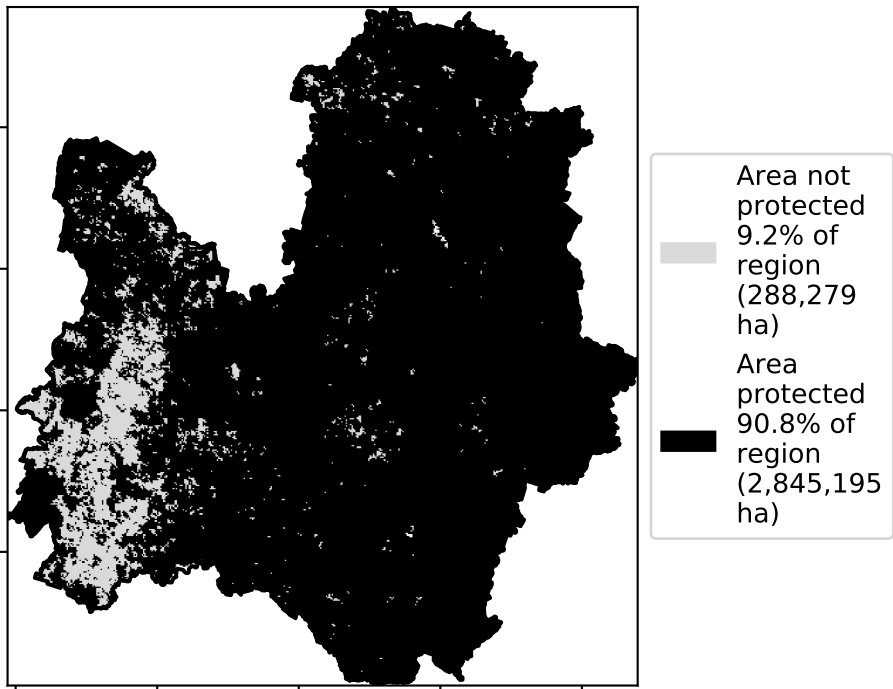 Area not
protected
9.2% of
region
(288,279
ha)
Area
protected
90.8% of
region
(2,845,195
ha)